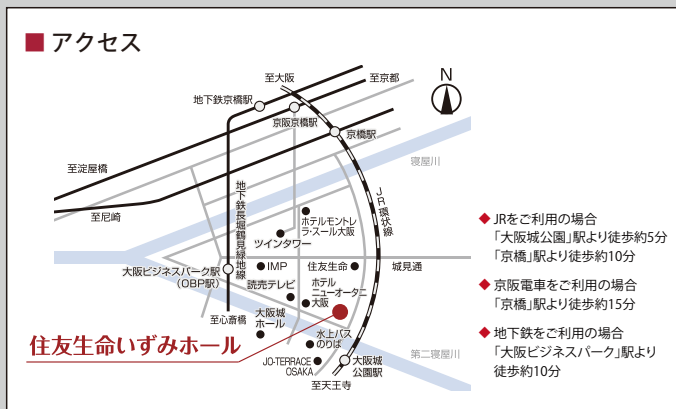 ■ アクセス
至大阪
至京都
N
地下鉄京橋駅
京阪京橋駅
京橋駅
至淀屋橋
寝屋川
至尼崎
地下鉄長堀鶴見緑地線
JR環状線
ホテルモントレ
ラ・スール大阪
ツインタワー
大阪ビジネスパーク駅
(OBP駅)
IMP
住友生命
城見通
読売テレビ
ホテル
ニューオータニ
大阪
至心斎橋
大阪城
ホール
住友生命いずみホール
水上バス
のりば
JO-TERRACE
OSAKA
大阪城
公園駅
第二寝屋川
至天王寺
◆ JRをご利用の場合
「大阪城公園」駅より徒歩約5分
「京橋」駅より徒歩約10分
◆ 京阪電車をご利用の場合
「京橋」駅より徒歩約15分
◆ 地下鉄をご利用の場合
「大阪ビジネスパーク」駅より
徒歩約10分